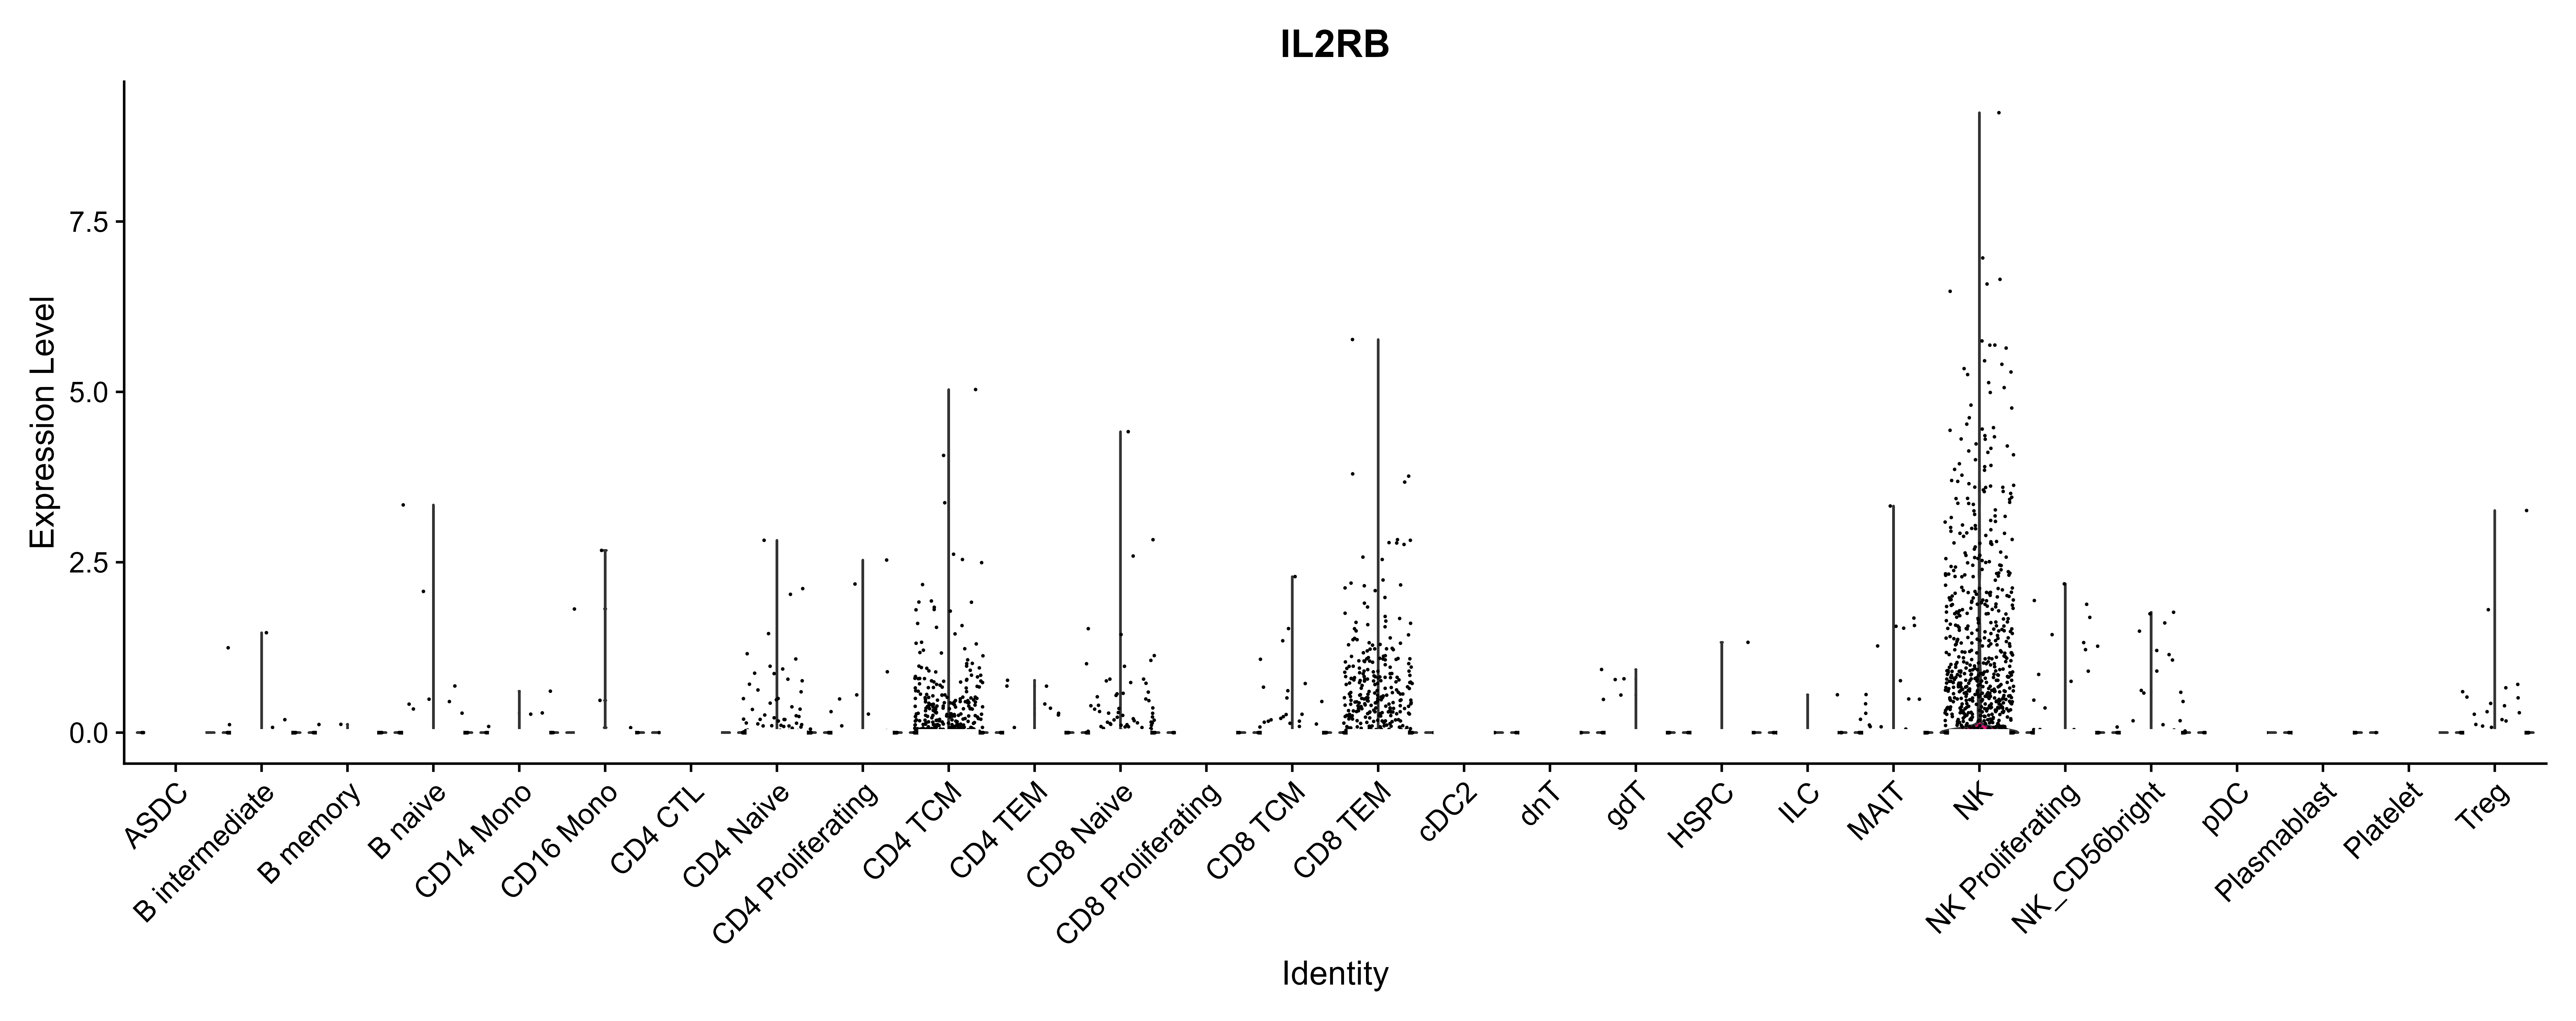 IL2RB
Expression Level
7.5
5.0
2.5
0.0
ASDC
B intermediate
B memory
B naive
CD14 Mono
CD16 Mono
CD4 CTL
CD4 Naive
CD4 Proliferating
CD4 TCM
CD4 TEM
CD8 Naive
CD8 Proliferating
CD8 TCM
CD8 TEM
cDC2
dnT
gdT
HSPC
ILC
MAIT
NK
NK Proliferating
NK_CD56bright
pDC
Plasmablast
Platelet
Treg
Identity